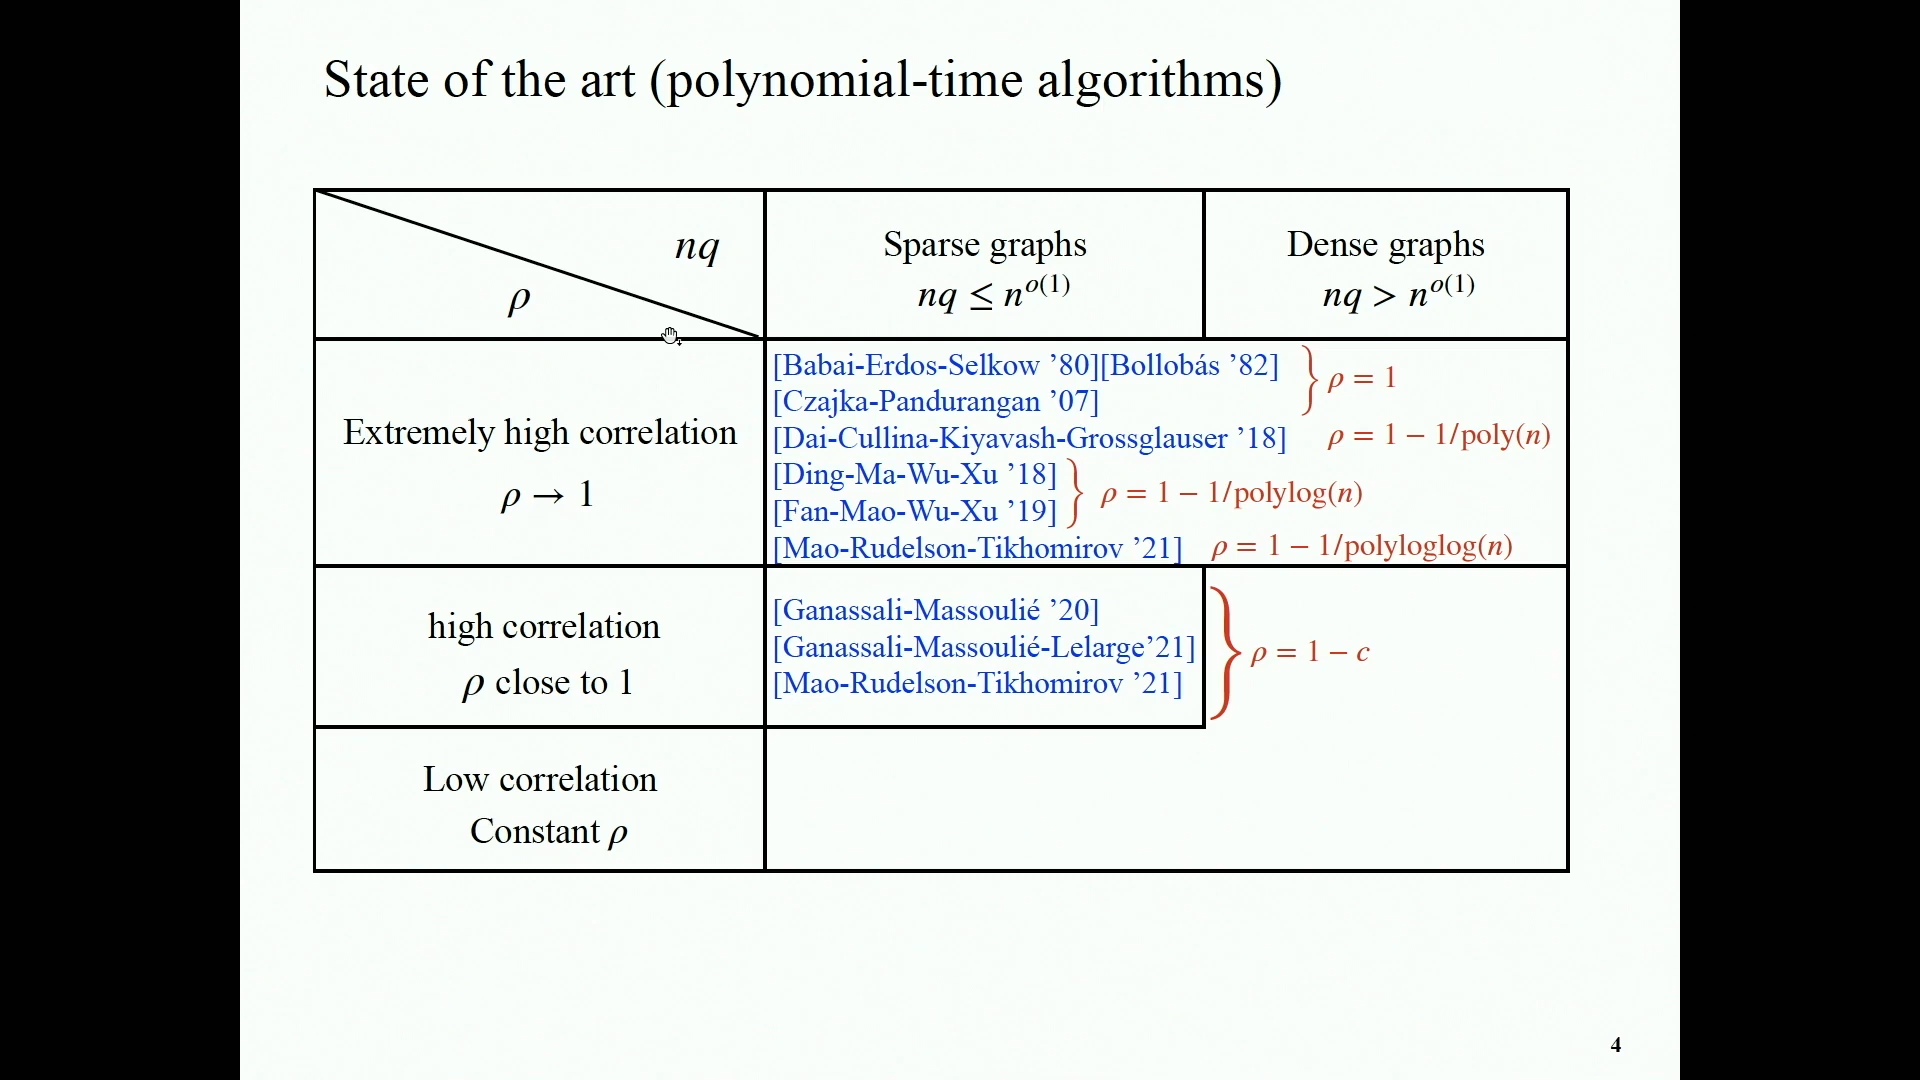 State of the art (polynomial-time algorithms)
nq
ρ
Sparse graphs
nq ≤ n^{o(1)}
Dense graphs
nq > n^{o(1)}
Extremely high correlation
ρ → 1
[Babai-Erdos-Selkow ’80][Bollobás ’82]
[Czajka-Pandurangan ’07]
ρ = 1
[Dai-Cullina-Kiyavash-Grossglauser ’18] ρ = 1 − 1/poly(n)
[Ding-Ma-Wu-Xu ’18]
[Fan-Mao-Wu-Xu ’19]
ρ = 1 − 1/polylog(n)
[Mao-Rudelson-Tikhomirov ’21] ρ = 1 − 1/polyloglog(n)
high correlation
ρ close to 1
[Ganassali-Massoulié ’20]
[Ganassali-Massoulié-Lelarge’21]
[Mao-Rudelson-Tikhomirov ’21]
ρ = 1 − c
Low correlation
Constant ρ
4